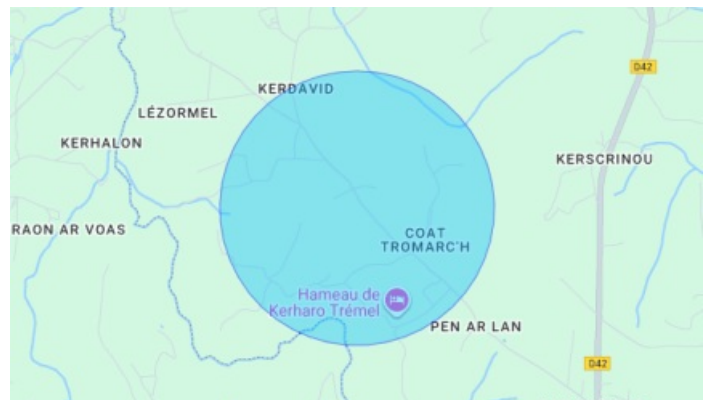 D42
KERDAVID
LÉZORMEL
KERHALON
KERSCRINOU
RAON AR VOAS
COAT
TROMARC'H
Hameau de
Kerharo Trémel
PEN AR LAN
D42